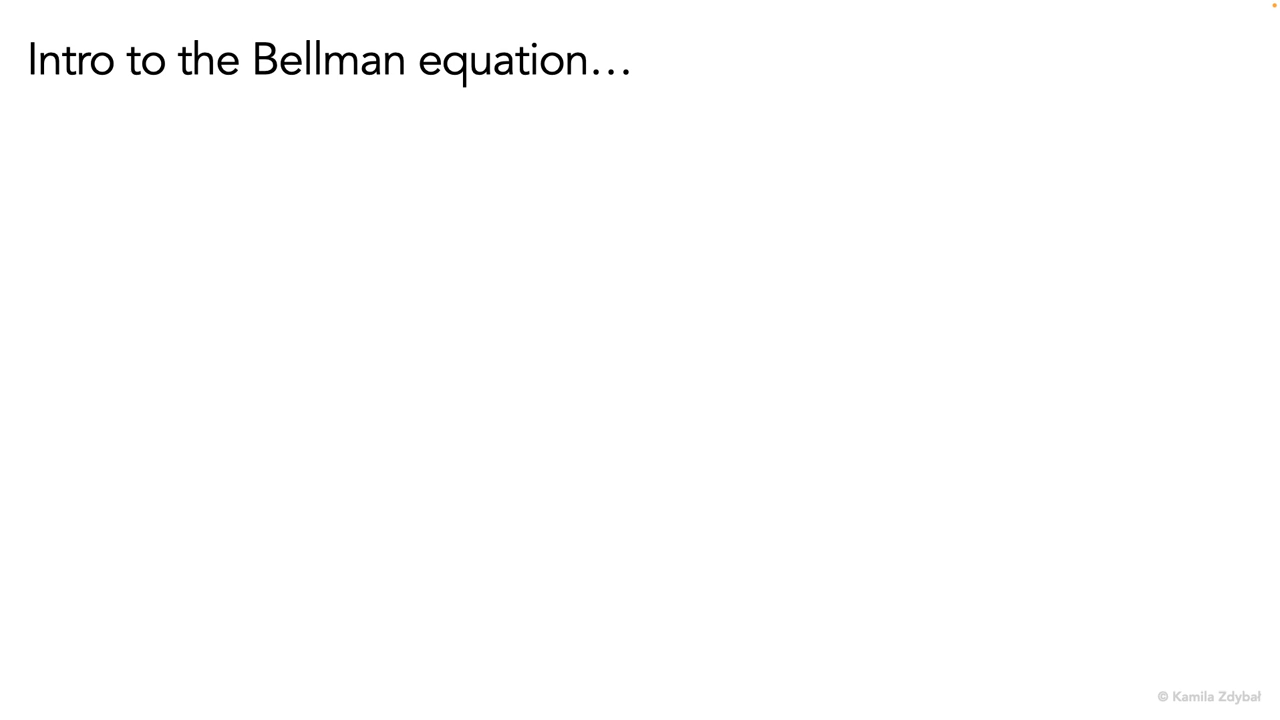 Intro to the Bellman equation…
© Kamila Zdybał